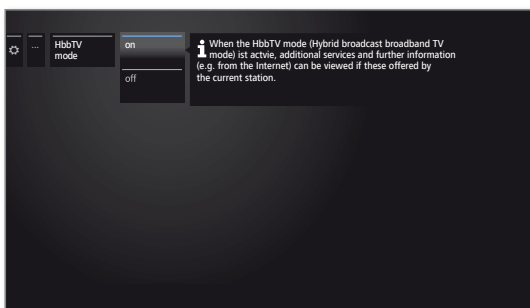 ... HbbTV
mode
on
off
i When the HbbTV mode (Hybrid broadcast broadband TV
mode) ist actvie, additional services and further information
(e.g. from the Internet) can be viewed if these offered by
the current station.